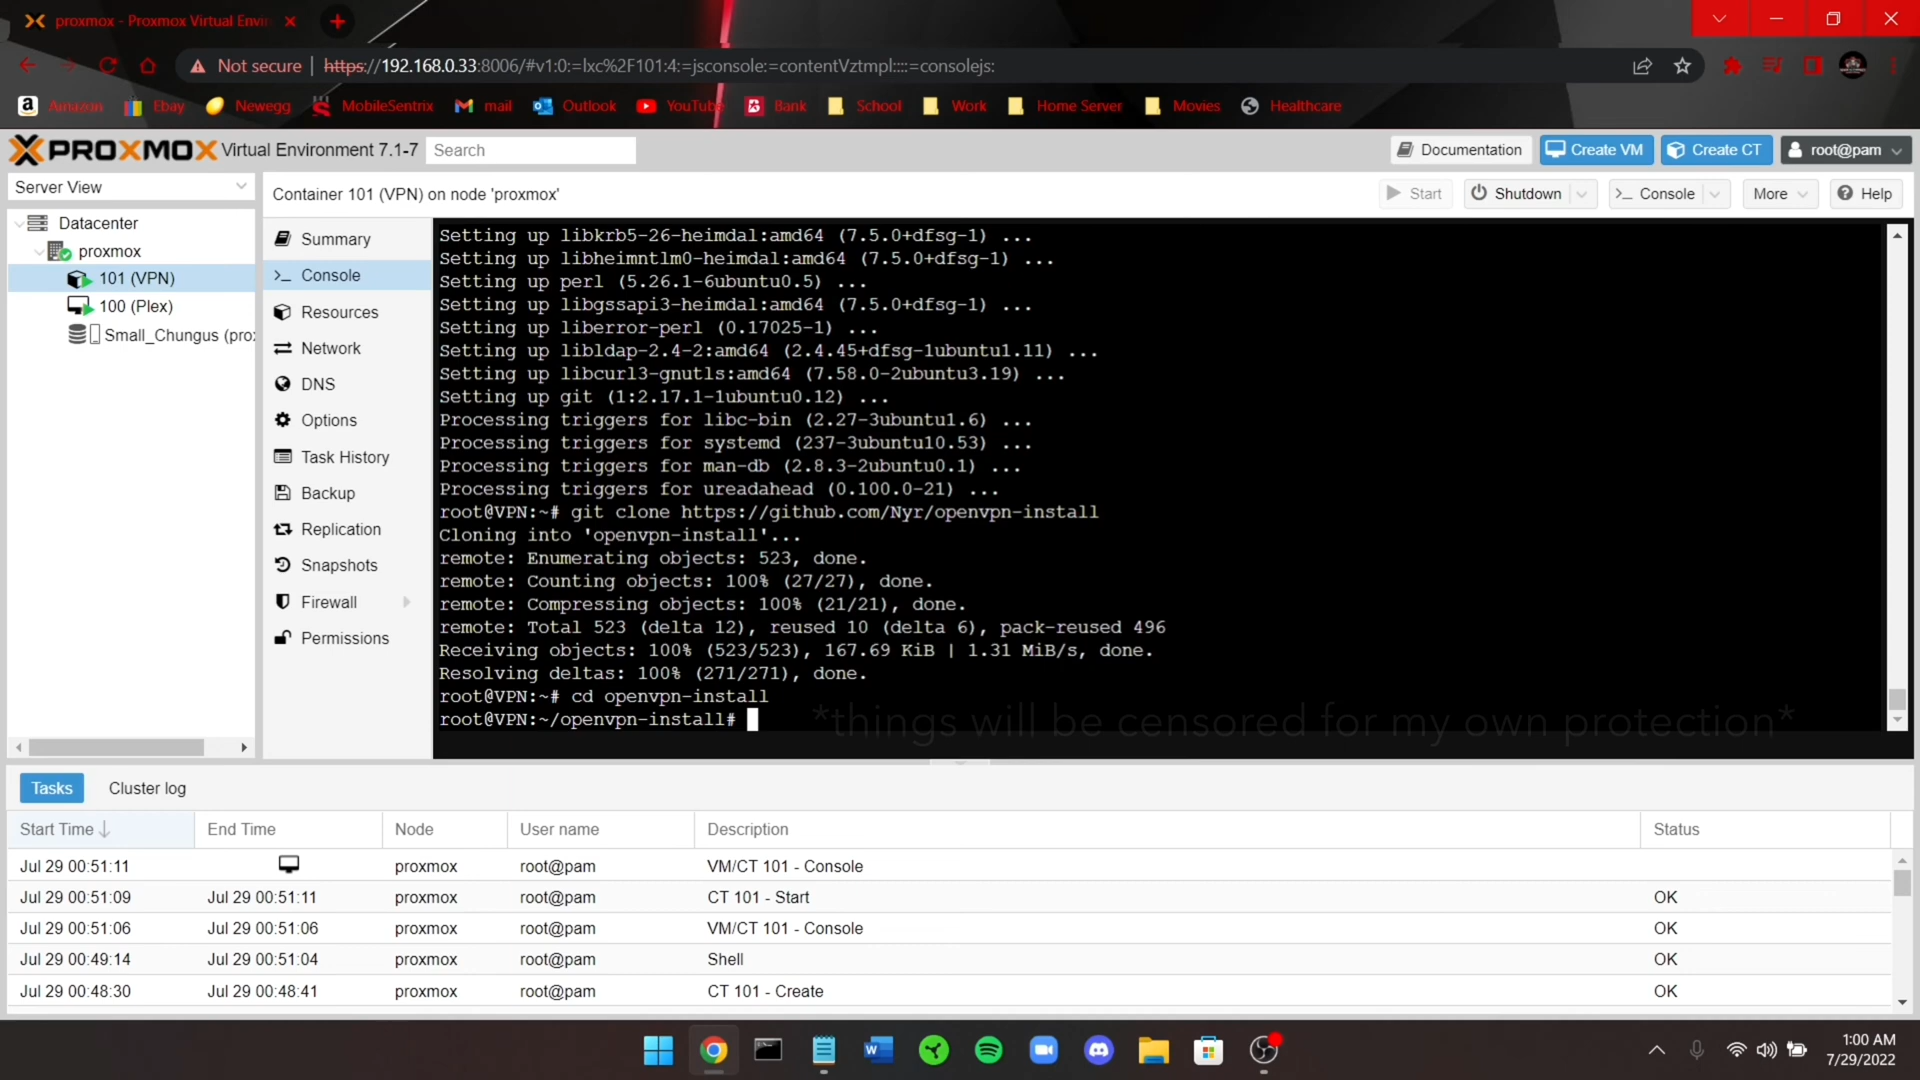 proxmox - Proxmox Virtual Envir
Not secure | https://192.168.0.33:8006/#v1:0:=lxc%2F101:4:=jsconsole:=contentVztmpl::::=consolejs:
Amazon Ebay Newegg MobileSentrix mail Outlook YouTube Bank School Work Home Server Movies Healthcare
PROXMOX Virtual Environment 7.1-7 Search Documentation Create VM Create CT root@pam
Server View
Container 101 (VPN) on node 'proxmox' Start Shutdown >_ Console More Help
Datacenter
proxmox
101 (VPN)
100 (Plex)
Small_Chungus (pro
Summary
>_ Console
Resources
Network
DNS
Options
Task History
Backup
Replication
Snapshots
Firewall
Permissions
Setting up libkrb5-26-heimdal:amd64 (7.5.0+dfsg-1) ...
Setting up libheimntlm0-heimdal:amd64 (7.5.0+dfsg-1) ...
Setting up perl (5.26.1-6ubuntu0.5) ...
Setting up libgssapi3-heimdal:amd64 (7.5.0+dfsg-1) ...
Setting up liberror-perl (0.17025-1) ...
Setting up libldap-2.4-2:amd64 (2.4.45+dfsg-1ubuntu1.11) ...
Setting up libcurl3-gnutls:amd64 (7.58.0-2ubuntu3.19) ...
Setting up git (1:2.17.1-1ubuntu0.12) ...
Processing triggers for libc-bin (2.27-3ubuntu1.6) ...
Processing triggers for systemd (237-3ubuntu10.53) ...
Processing triggers for man-db (2.8.3-2ubuntu0.1) ...
Processing triggers for ureadahead (0.100.0-21) ...
root@VPN:~# git clone https://github.com/Nyr/openvpn-install
Cloning into 'openvpn-install'...
remote: Enumerating objects: 523, done.
remote: Counting objects: 100% (27/27), done.
remote: Compressing objects: 100% (21/21), done.
remote: Total 523 (delta 12), reused 10 (delta 6), pack-reused 496
Receiving objects: 100% (523/523), 167.69 KiB | 1.31 MiB/s, done.
Resolving deltas: 100% (271/271), done.
root@VPN:~# cd openvpn-install
root@VPN:~/openvpn-install#
*things will be censored for my own protection*
Tasks Cluster log
Start Time End Time Node User name Description Status
Jul 29 00:51:11 proxmox root@pam VM/CT 101 - Console
Jul 29 00:51:09 Jul 29 00:51:11 proxmox root@pam CT 101 - Start OK
Jul 29 00:51:06 Jul 29 00:51:06 proxmox root@pam VM/CT 101 - Console OK
Jul 29 00:49:14 Jul 29 00:51:04 proxmox root@pam Shell OK
Jul 29 00:48:30 Jul 29 00:48:41 proxmox root@pam CT 101 - Create OK
1:00 AM
7/29/2022